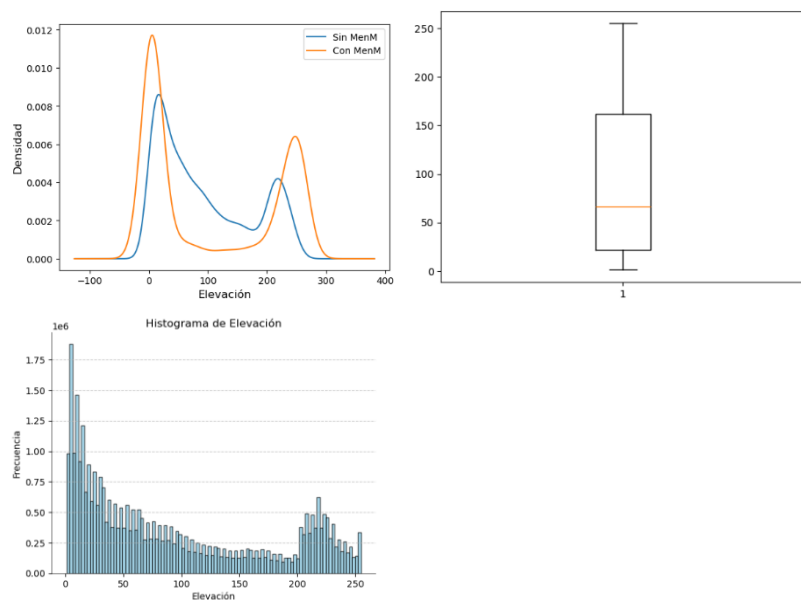 0.012
0.010
0.008
0.006
0.004
0.002
0.000
Densidad
Sin MenM
Con MenM
−100 0 100 200 300 400
Elevación
250
200
150
100
50
0
1
Histograma de Elevación
1e6
1.75
1.50
1.25
1.00
0.75
0.50
0.25
0.00
Frecuencia
0 50 100 150 200 250
Elevación